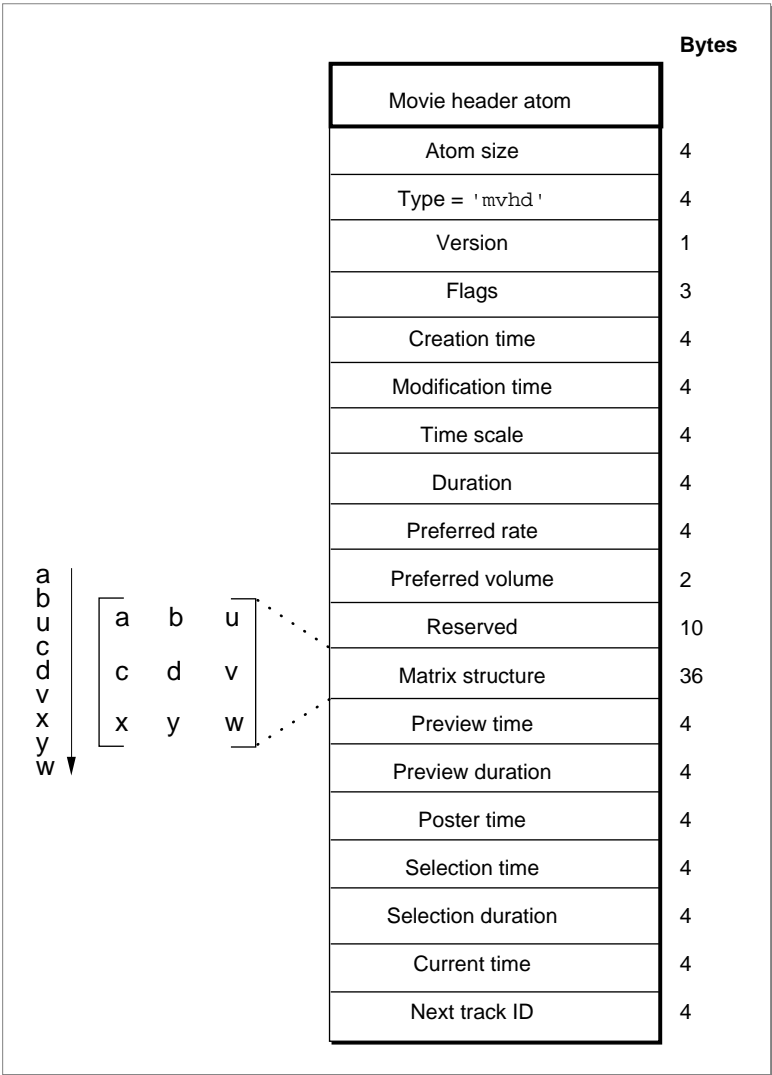 Bytes
Movie header atom
Atom size 4
Type = 'mvhd' 4
Version 1
Flags 3
Creation time 4
Modification time 4
Time scale 4
Duration 4
Preferred rate 4
Preferred volume 2
Reserved 10
Matrix structure 36
Preview time 4
Preview duration 4
Poster time 4
Selection time 4
Selection duration 4
Current time 4
Next track ID 4
a
b
u
c
d
v
x
y
w
a b u
c d v
x y w